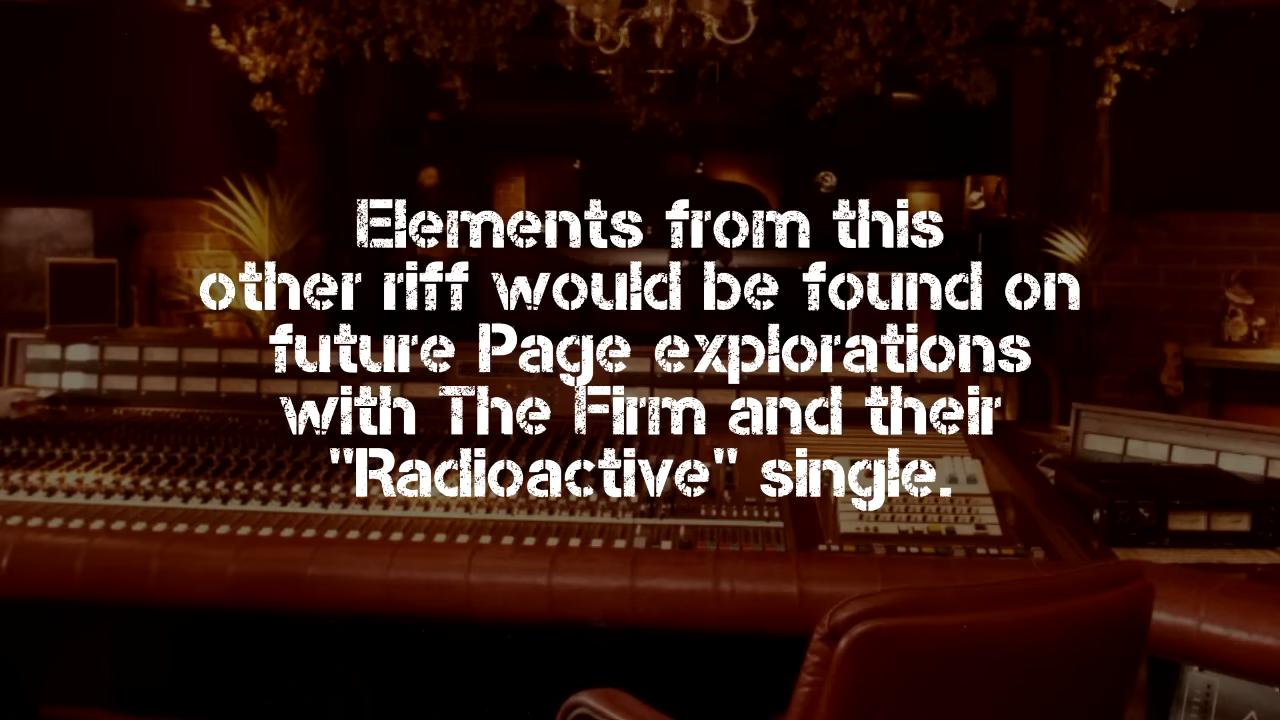 Elements from this
other riff would be found on
future Page explorations
with The Firm and their
"Radioactive" single.